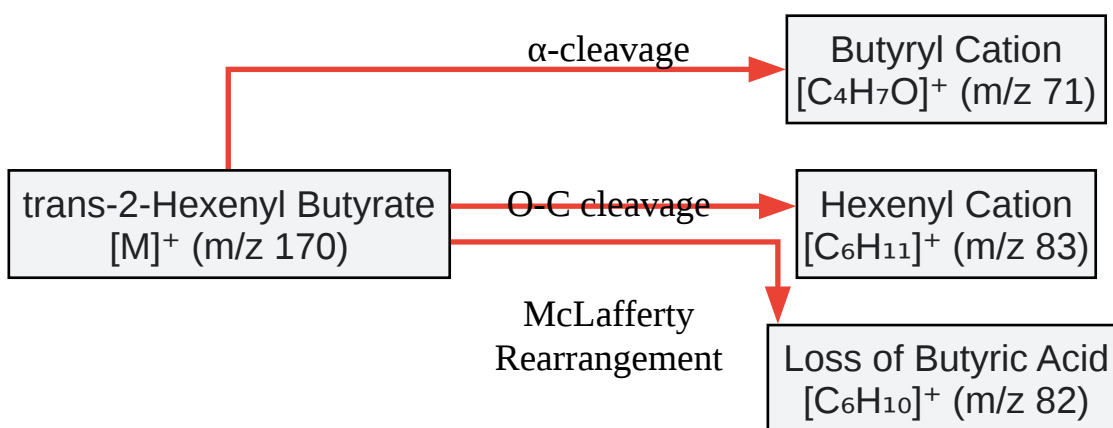 α-cleavage
Butyryl Cation
[C₄H₇O]⁺ (m/z 71)
trans-2-Hexenyl Butyrate
[M]⁺ (m/z 170)
O-C cleavage
Hexenyl Cation
[C₆H₁₁]⁺ (m/z 83)
McLafferty
Rearrangement
Loss of Butyric Acid
[C₆H₁₀]⁺ (m/z 82)